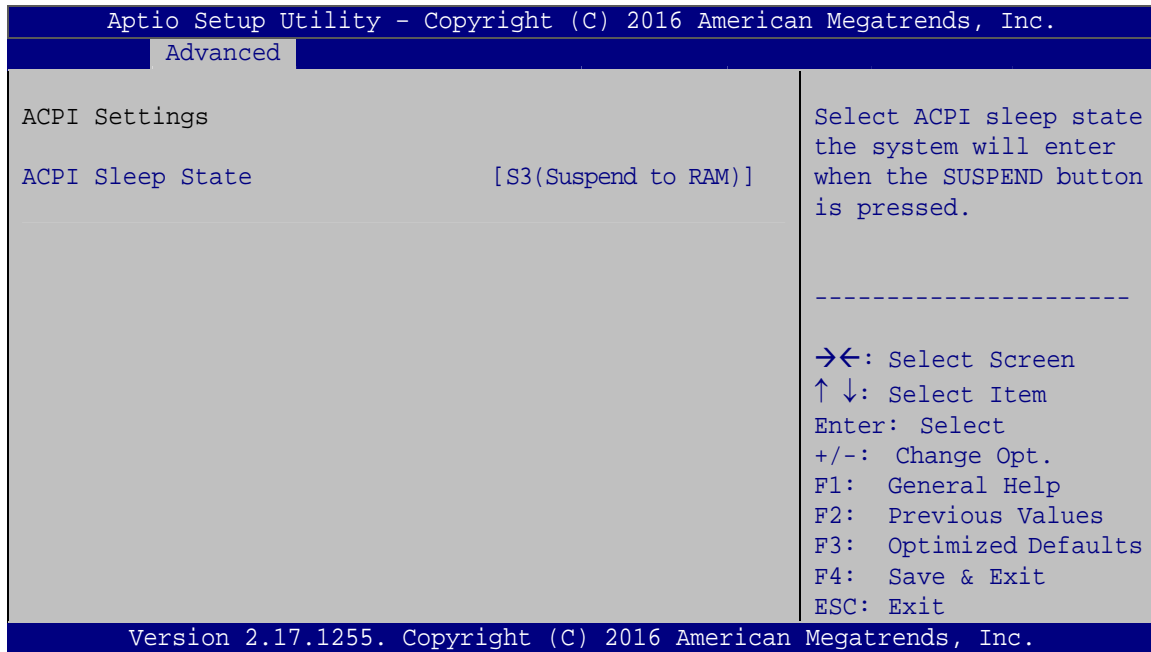 Aptio Setup Utility – Copyright (C) 2016 American Megatrends, Inc.
Advanced
ACPI Settings
ACPI Sleep State [S3(Suspend to RAM)]
Select ACPI sleep state
the system will enter
when the SUSPEND button
is pressed.
----------------------
→←: Select Screen
↑ ↓: Select Item
Enter: Select
+/-: Change Opt.
F1: General Help
F2: Previous Values
F3: Optimized Defaults
F4: Save & Exit
ESC: Exit
Version 2.17.1255. Copyright (C) 2016 American Megatrends, Inc.